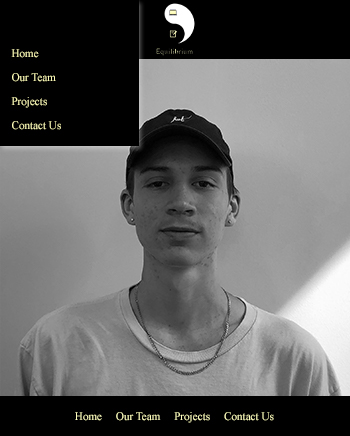 Equilibrium
Home
Our Team
Projects
Contact Us
Home Our Team Projects Contact Us